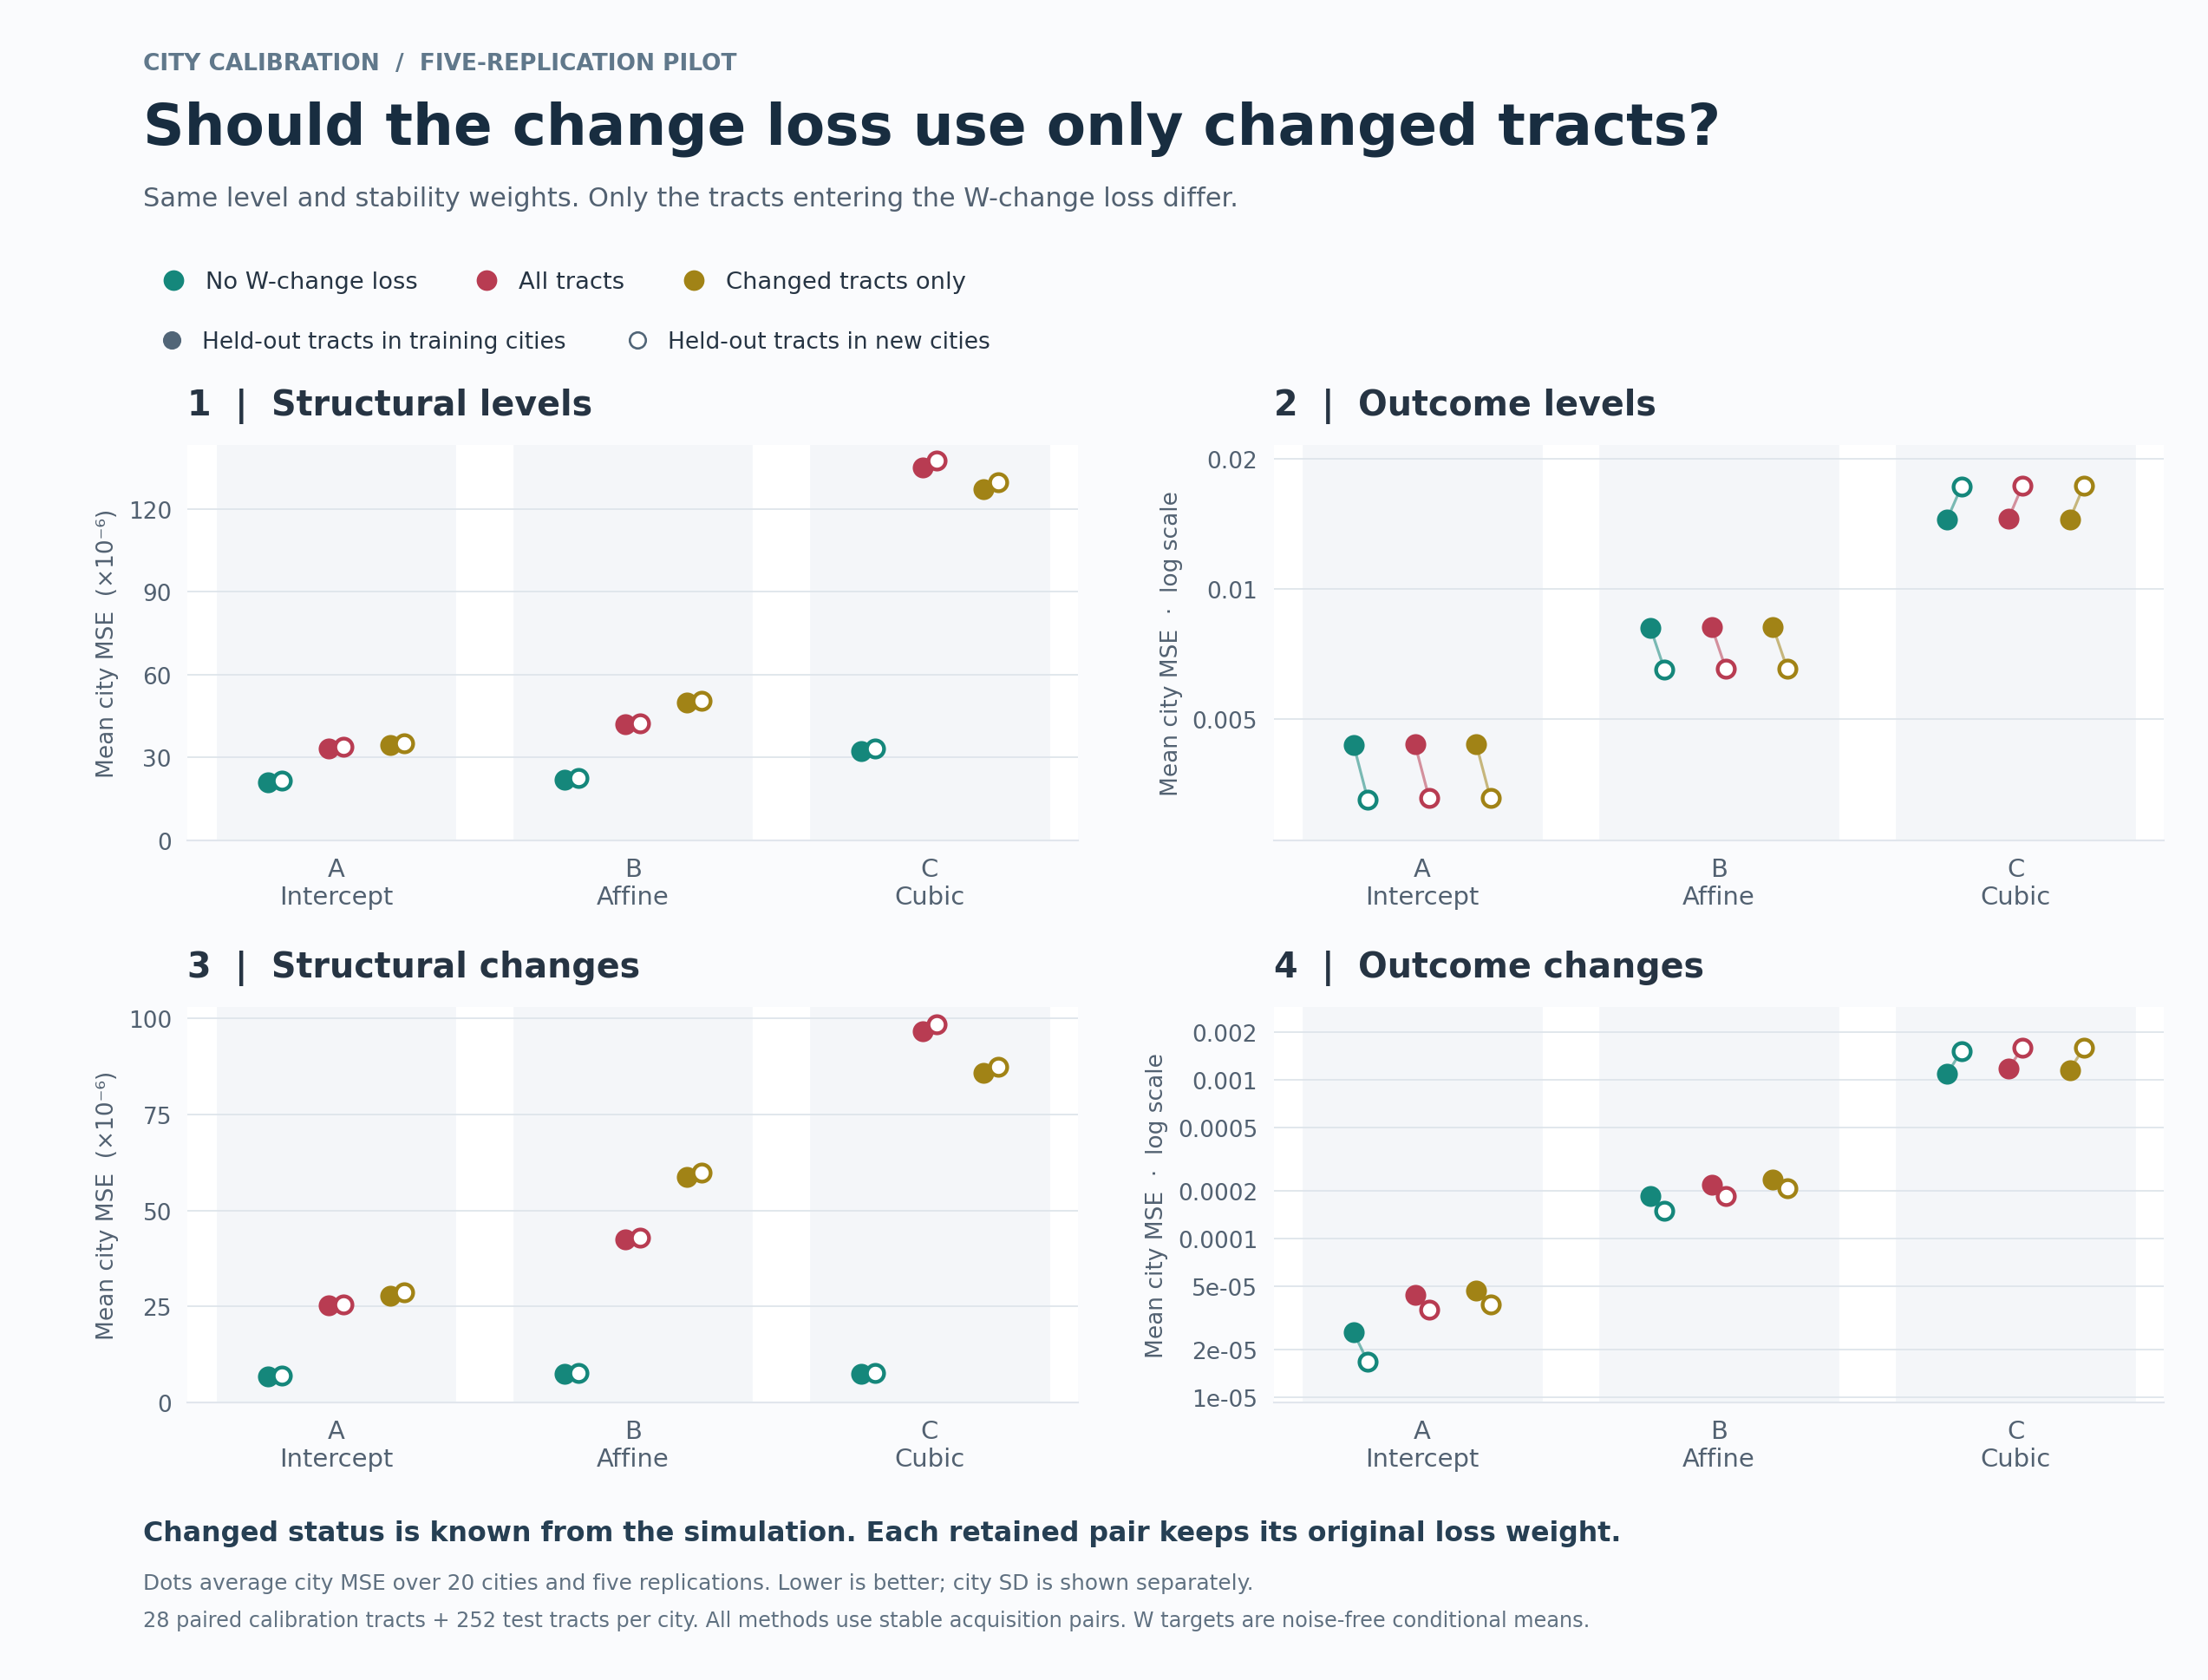 CITY CALIBRATION / FIVE-REPLICATION PILOT
Should the change loss use only changed tracts?
Same level and stability weights. Only the tracts entering the W-change loss differ.
No W-change loss
All tracts
Changed tracts only
Held-out tracts in training cities
Held-out tracts in new cities
1 | Structural levels
Mean city MSE (×10⁻⁶)
120
90
60
30
0
A
Intercept
B
Affine
C
Cubic
2 | Outcome levels
Mean city MSE · log scale
0.02
0.01
0.005
A
Intercept
B
Affine
C
Cubic
3 | Structural changes
Mean city MSE (×10⁻⁶)
100
75
50
25
0
A
Intercept
B
Affine
C
Cubic
4 | Outcome changes
Mean city MSE · log scale
0.002
0.001
0.0005
0.0002
0.0001
5e-05
2e-05
1e-05
A
Intercept
B
Affine
C
Cubic
Changed status is known from the simulation. Each retained pair keeps its original loss weight.
Dots average city MSE over 20 cities and five replications. Lower is better; city SD is shown separately.
28 paired calibration tracts + 252 test tracts per city. All methods use stable acquisition pairs. W targets are noise-free conditional means.